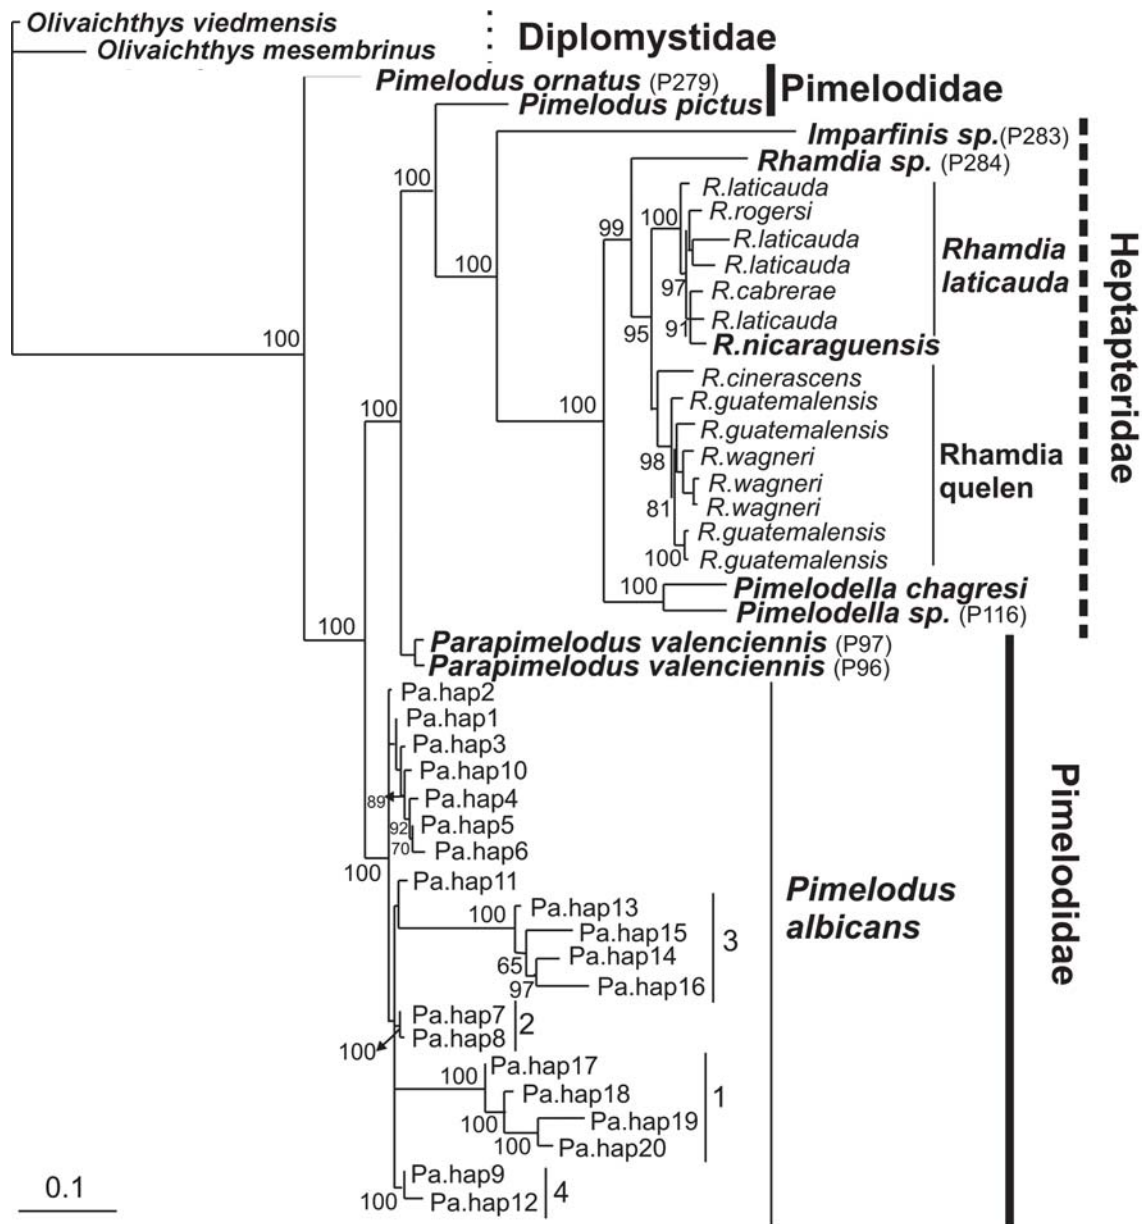 Olivaichthys viedmensis
Olivaichthys mesembrinus
Diplomystidae
Pimelodus ornatus (P279)
Pimelodus pictus
Pimelodidae
Imparfinis sp.(P283)
Rhamdia sp. (P284)
100
R.laticauda
100
R.rogersi
99
R.laticauda
Rhamdia
laticauda
100
R.laticauda
97
R.cabrerae
91
R.laticauda
95
100
R.nicaraguensis
Heptapteridae
R.cinerascens
100
100
R.guatemalensis
R.guatemalensis
98
R.wagneri
Rhamdia
quelen
R.wagneri
81
R.wagneri
R.guatemalensis
100
R.guatemalensis
100
Pimelodella chagresi
Pimelodella sp. (P116)
100
Parapimelodus valenciennis (P97)
Parapimelodus valenciennis (P96)
Pa.hap2
Pa.hap1
Pa.hap3
Pa.hap10
89
Pa.hap4
92
Pa.hap5
70
Pa.hap6
100
Pa.hap11
Pimelodus
albicans
Pimelodidae
100
Pa.hap13
Pa.hap15
3
65
Pa.hap14
97
Pa.hap16
Pa.hap7
2
Pa.hap8
100
Pa.hap17
100
Pa.hap18
1
100
Pa.hap19
100
Pa.hap20
Pa.hap9
4
100
Pa.hap12
0.1